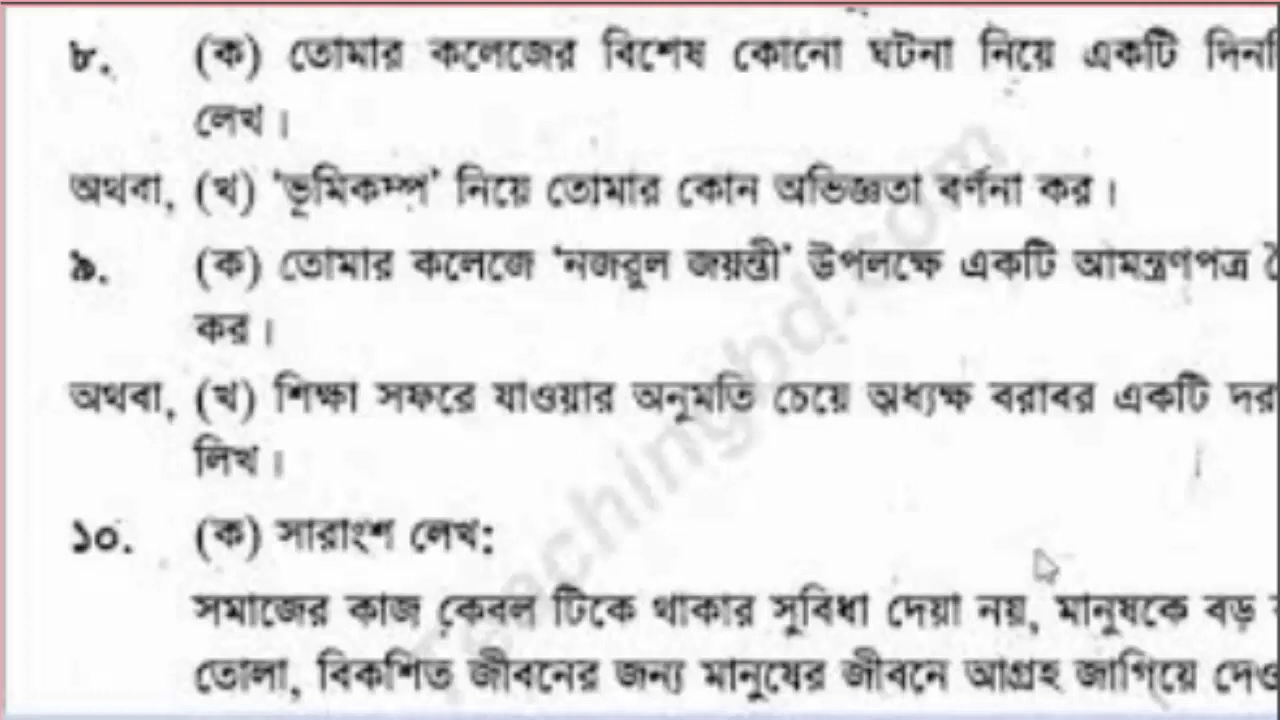 ৮. (ক) তোমার কলেজের বিশেষ কোনো ঘটনা নিয়ে একটি
লেখ।
অথবা, (খ) 'ভূমিকম্প' নিয়ে তোমার কোন অভিজ্ঞতা বর্ণনা কর।
৯. (ক) তোমার কলেজে 'নজরুল জয়ন্তী' উপলক্ষে একটি আমন্ত্রণপত্র
কর।
অথবা, (খ) শিক্ষা সফরে যাওয়ার অনুমতি চেয়ে অধ্যক্ষ বরাবর একটি দর
লিখ।
১০. (ক) সারাংশ লেখ:
সমাজের কাজ কেবল টিকে থাকার সুবিধা দেয়া নয়, মানুষকে বড়
তোলা, বিকশিত জীবনের জন্য মানুষের জীবনে আগ্রহ জাগিয়ে
Teachingbd.com